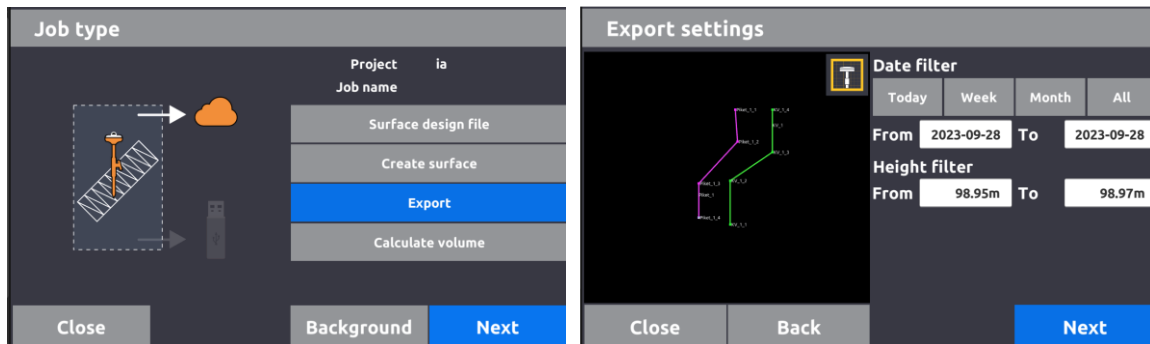 Job type
Project ia
Job name
Surface design file
Create surface
Export
Calculate volume
Close Background Next
Export settings
Date filter
Today Week Month All
From 2023-09-28 To 2023-09-28
Height filter
From 98.95m To 98.97m
Close Back Next